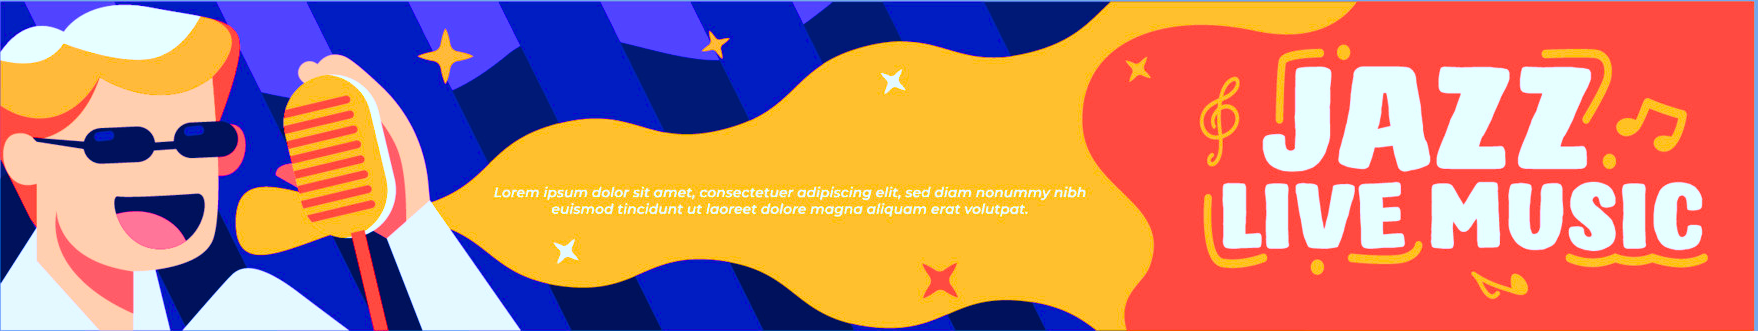 Lorem ipsum dolor sit amet, consectetuer adipiscing elit, sed diam nonummy nibh
euismod tincidunt ut laoreet dolore magna aliquam erat volutpat.
JAZZ
LIVE MUSIC